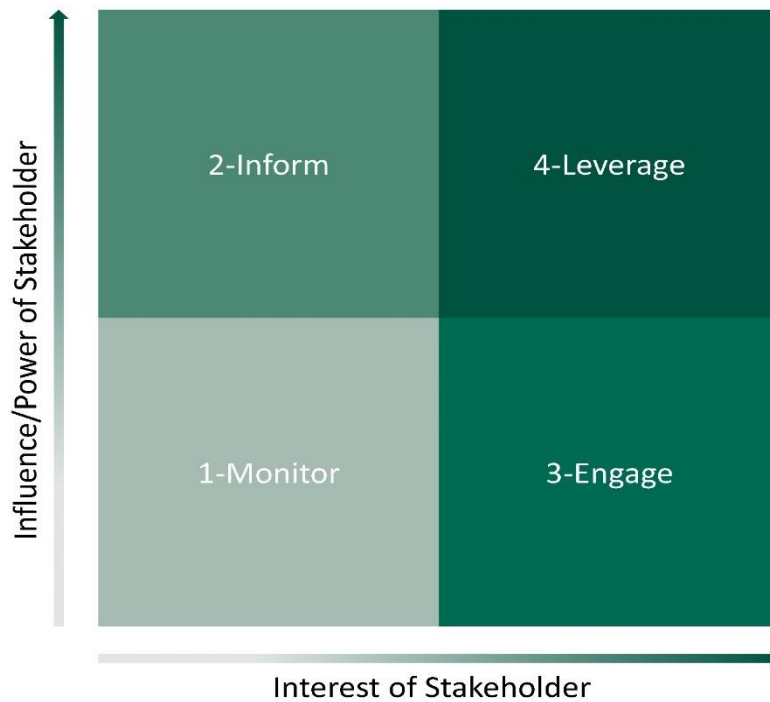 Influence/Power of Stakeholder
2-Inform
4-Leverage
1-Monitor
3-Engage
Interest of Stakeholder